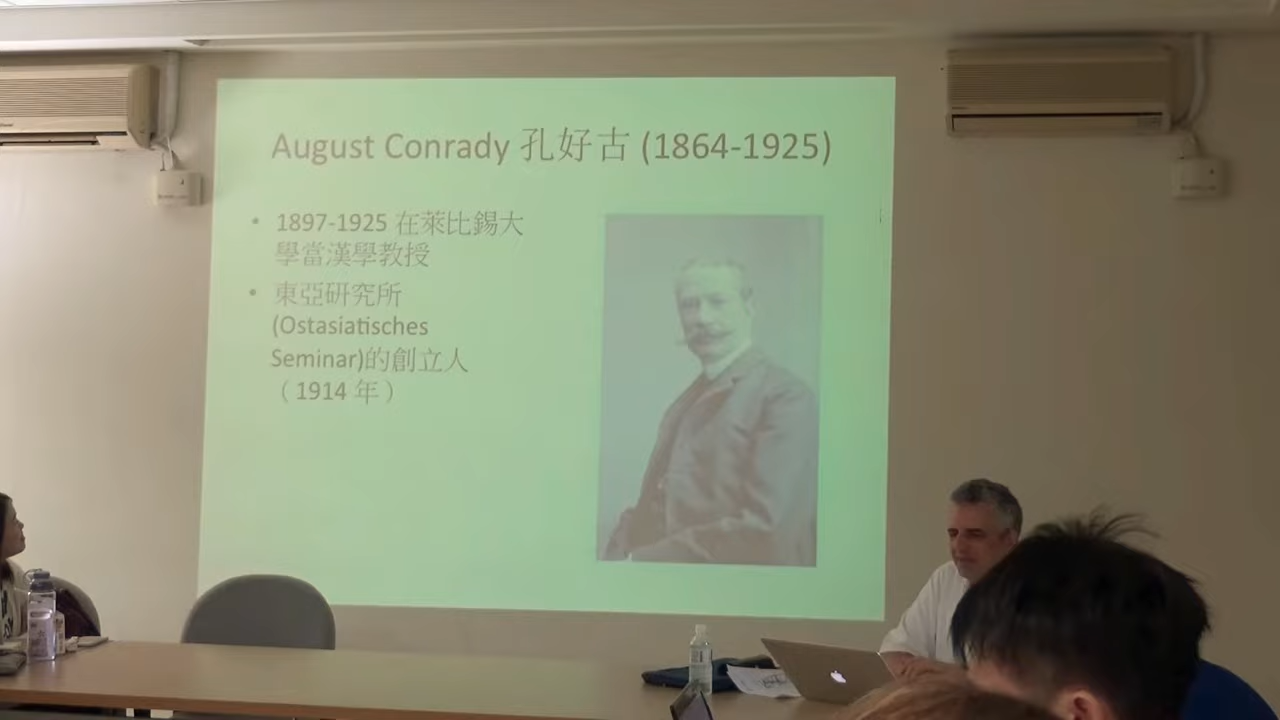 August Conrady 孔好古 (1864-1925)
• 1897-1925 在萊比錫大
學當漢學教授
• 東亞研究所
(Ostasiatisches
Seminar)的創立人
（1914 年）